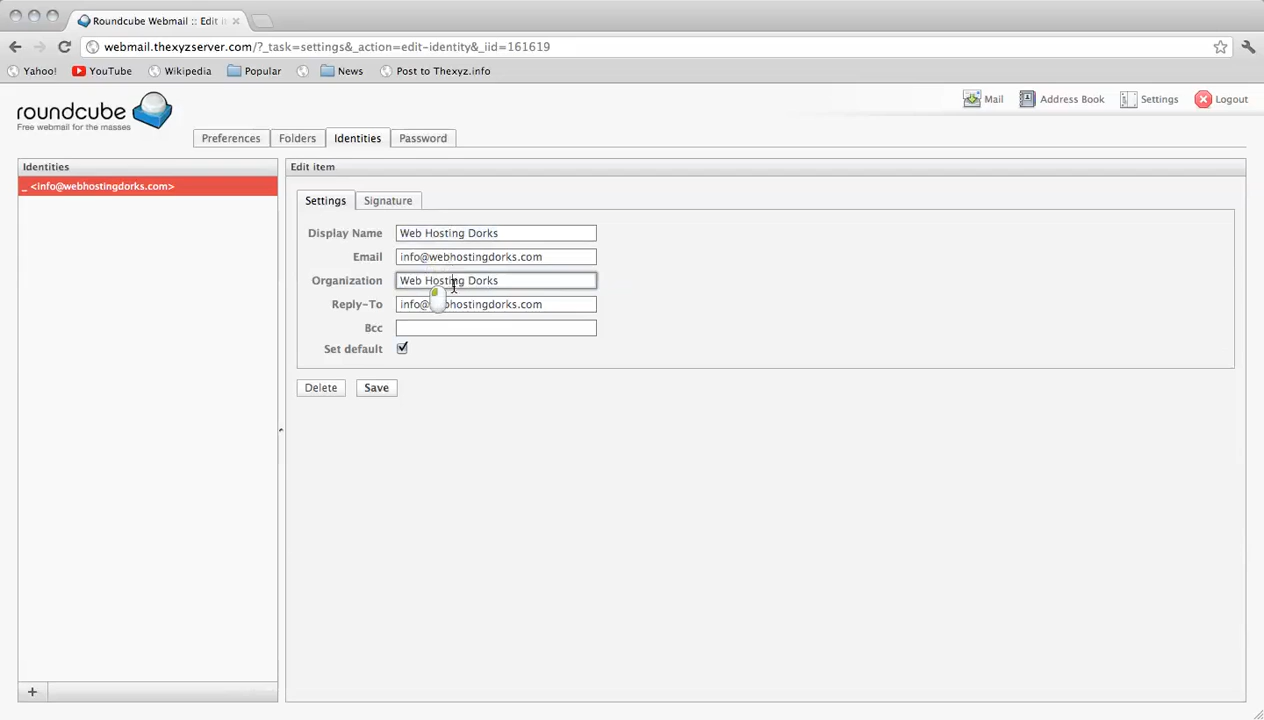 Roundcube Webmail :: Edit i
webmail.thexyzserver.com/?_task=settings&_action=edit-identity&_iid=161619
Yahoo! YouTube Wikipedia Popular News Post to Thexyz.info
roundcube
Free webmail for the masses
Mail Address Book Settings Logout
Preferences Folders Identities Password
Identities
_ <info@webhostingdorks.com>
Edit item
Settings Signature
Display Name Web Hosting Dorks
Email info@webhostingdorks.com
Organization Web Hosting Dorks
Reply-To info@webhostingdorks.com
Bcc
Set default
Delete Save